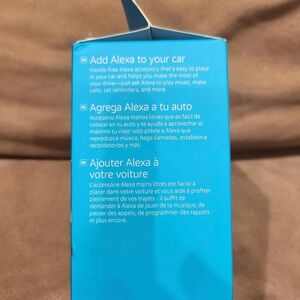 EN Add Alexa to your car
Hands-free Alexa accessory that's easy to place
in your car and helps you make the most of
your drive—just ask Alexa to play music, make
calls, set reminders, and more.
ES Agrega Alexa a tu auto
Accesorio Alexa manos libres que es fácil de
colocar en tu auto y te ayuda a aprovechar al
máximo tu viaje: solo pídele a Alexa que
reproduzca música, haga llamadas, establezca
recordatorios y más.
FR Ajouter Alexa à
votre voiture
L'accessoire Alexa mains libres est facile à
placer dans votre voiture et vous aide à profiter
pleinement de vos trajets - il suffit de
demander à Alexa de jouer de la musique, de
passer des appels, de programmer des rappels
et plus encore